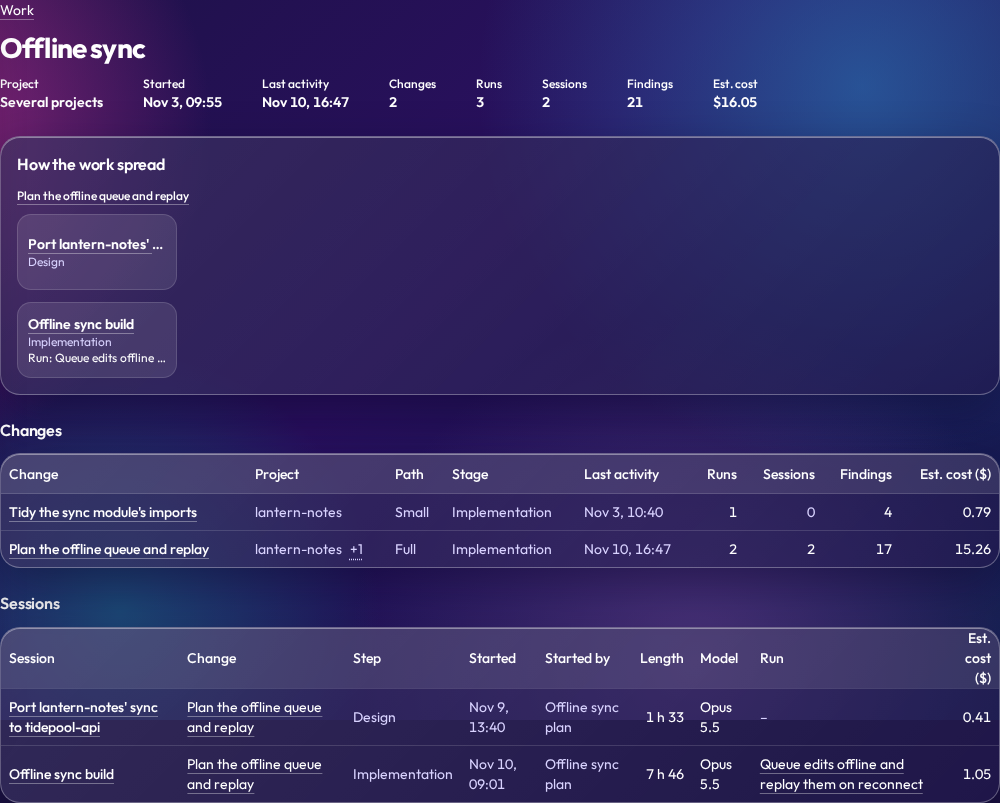 Work
Offline sync
Project Started Last activity Changes Runs Sessions Findings Est. cost
Several projects Nov 3, 09:55 Nov 10, 16:47 2 3 2 21 $16.05
How the work spread
Plan the offline queue and replay
Port lantern-notes' ...
Design
Offline sync build
Implementation
Run: Queue edits offline ...
Changes
Change Project Path Stage Last activity Runs Sessions Findings Est. cost ($)
Tidy the sync module's imports lantern-notes Small Implementation Nov 3, 10:40 1 0 4 0.79
Plan the offline queue and replay lantern-notes +1 Full Implementation Nov 10, 16:47 2 2 17 15.26
Sessions
Session Change Step Started Started by Length Model Run Est. cost ($)
Port lantern-notes' sync to tidepool-api Plan the offline queue and replay Design Nov 9, 13:40 Offline sync plan 1 h 33 Opus 5.5 – 0.41
Offline sync build Plan the offline queue and replay Implementation Nov 10, 09:01 Offline sync plan 7 h 46 Opus 5.5 Queue edits offline and replay them on reconnect 1.05